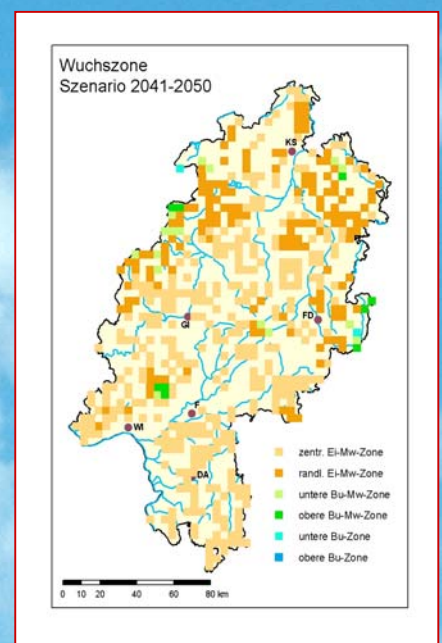 Wuchszone
Szenario 2041-2050
KS
GI
FD
F
WI
DA
zentr. Ei-Mw-Zone
randl. Ei-Mw-Zone
untere Bu-Mw-Zone
obere Bu-Mw-Zone
untere Bu-Zone
obere Bu-Zone
0 10 20 40 60 80 km